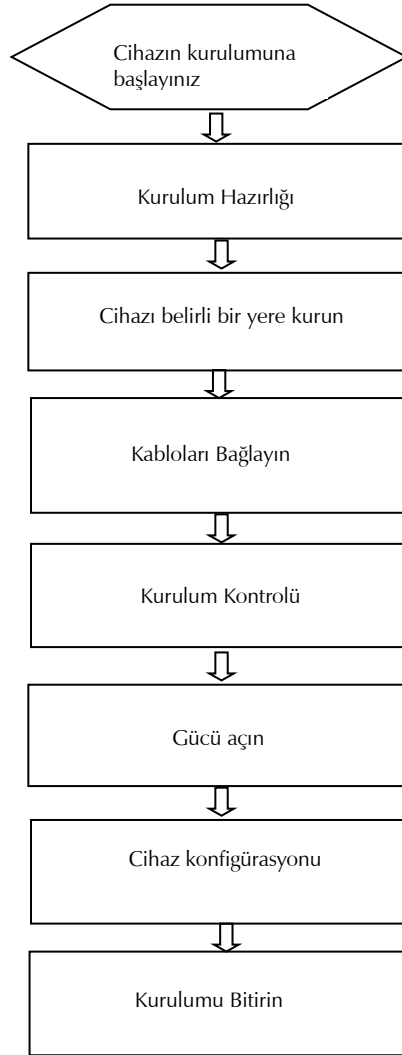 Cihazın kurulumuna
başlayınız
Kurulum Hazırlığı
Cihazı belirli bir yere kurun
Kabloları Bağlayın
Kurulum Kontrolü
Gücü açın
Cihaz konfigürasyonu
Kurulumu Bitirin